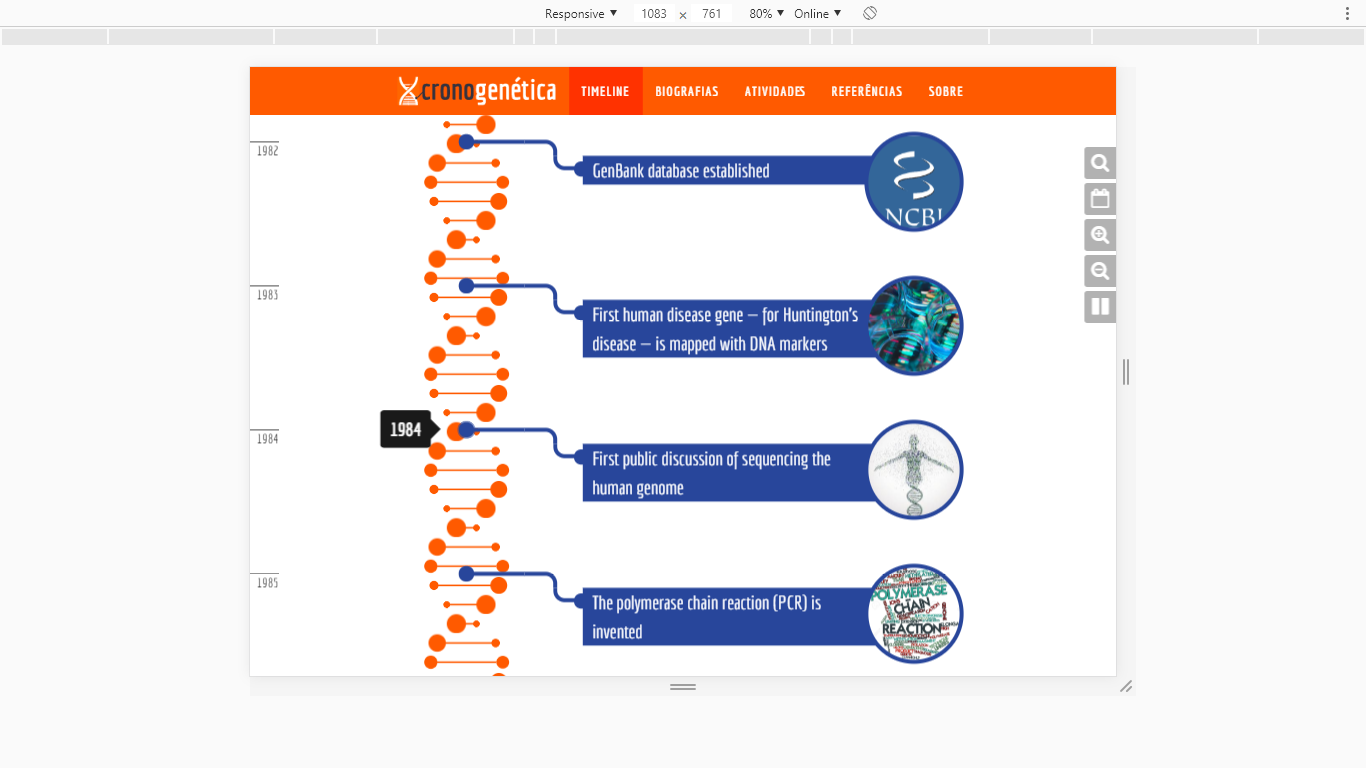 Responsive 1083 × 761 80% Online
cronogenética TIMELINE BIOGRAFIAS ATIVIDADES REFERÊNCIAS SOBRE
1982
GenBank database established
NCBI
1983
First human disease gene – for Huntington's
disease – is mapped with DNA markers
1984
1984
First public discussion of sequencing the
human genome
1985
The polymerase chain reaction (PCR) is
invented
POLYMERASE
CHAIN
REACTION